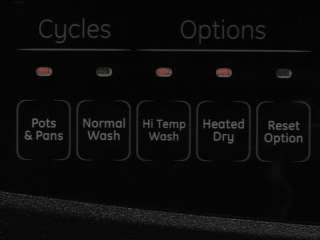 Cycles Options
Pots Normal Hi Temp Heated Reset
& Pans Wash Wash Dry Option